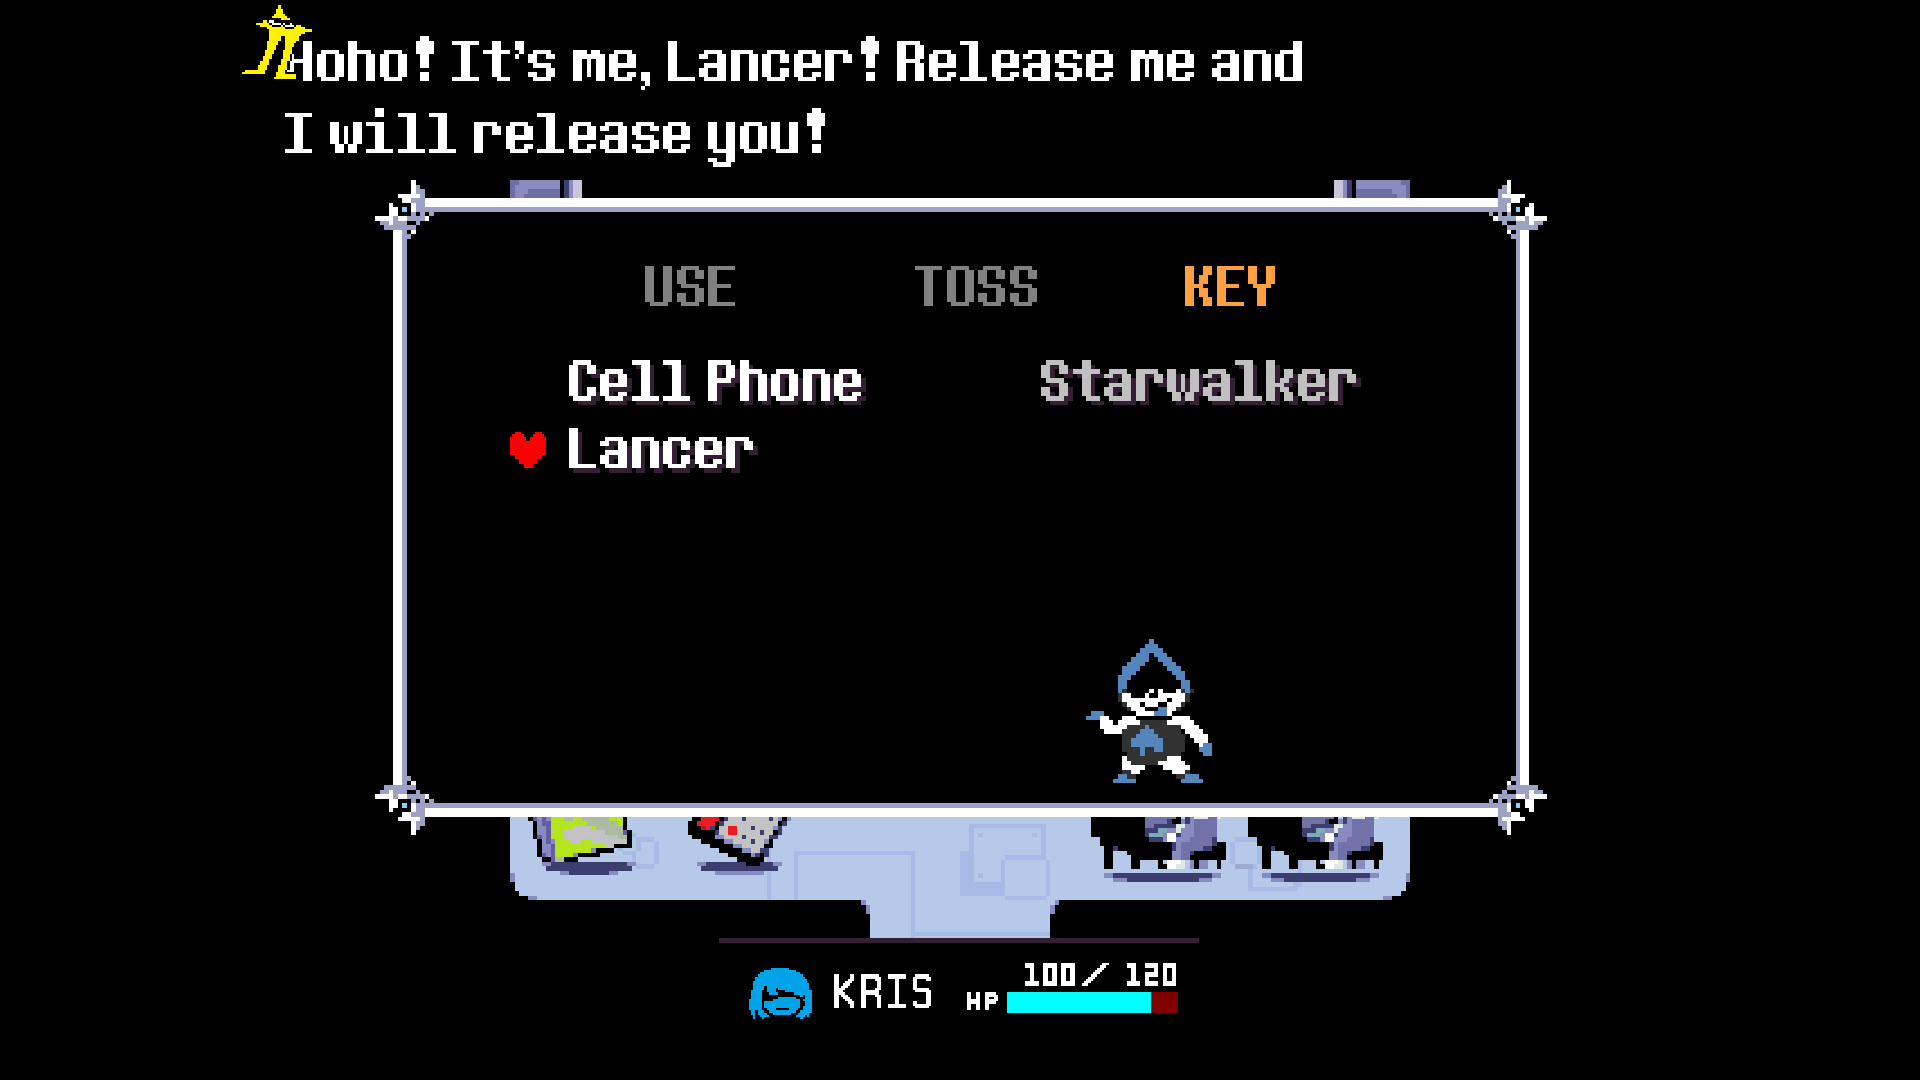 Hoho! It's me, Lancer! Release me and
I will release you!
USE TOSS KEY
Cell Phone Starwalker
Lancer
100/ 120
KRIS HP